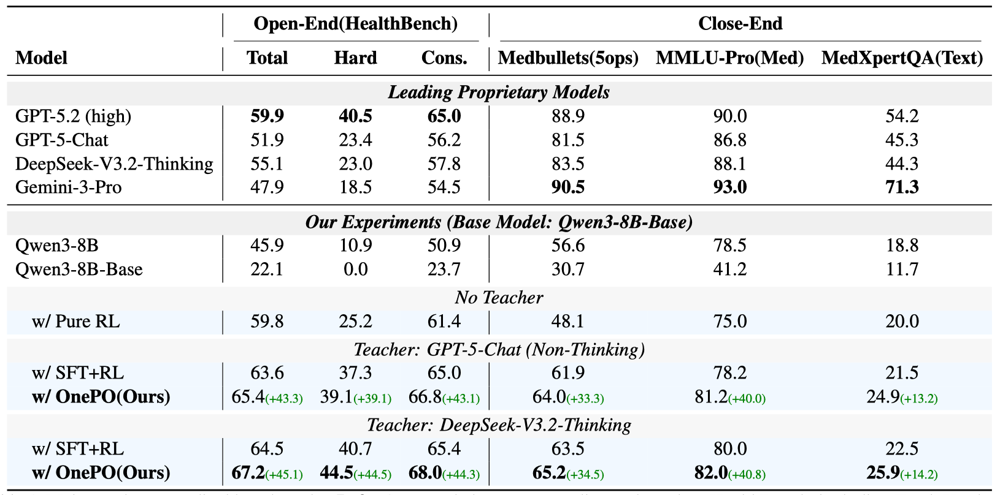 Open-End(HealthBench) Close-End
Model Total Hard Cons. Medbullets(5ops) MMLU-Pro(Med) MedXpertQA(Text)
Leading Proprietary Models
GPT-5.2 (high) 59.9 40.5 65.0 88.9 90.0 54.2
GPT-5-Chat 51.9 23.4 56.2 81.5 86.8 45.3
DeepSeek-V3.2-Thinking 55.1 23.0 57.8 83.5 88.1 44.3
Gemini-3-Pro 47.9 18.5 54.5 90.5 93.0 71.3
Our Experiments (Base Model: Qwen3-8B-Base)
Qwen3-8B 45.9 10.9 50.9 56.6 78.5 18.8
Qwen3-8B-Base 22.1 0.0 23.7 30.7 41.2 11.7
No Teacher
w/ Pure RL 59.8 25.2 61.4 48.1 75.0 20.0
Teacher: GPT-5-Chat (Non-Thinking)
w/ SFT+RL 63.6 37.3 65.0 61.9 78.2 21.5
w/ OnePO(Ours) 65.4(+43.3) 39.1(+39.1) 66.8(+43.1) 64.0(+33.3) 81.2(+40.0) 24.9(+13.2)
Teacher: DeepSeek-V3.2-Thinking
w/ SFT+RL 64.5 40.7 65.4 63.5 80.0 22.5
w/ OnePO(Ours) 67.2(+45.1) 44.5(+44.5) 68.0(+44.3) 65.2(+34.5) 82.0(+40.8) 25.9(+14.2)